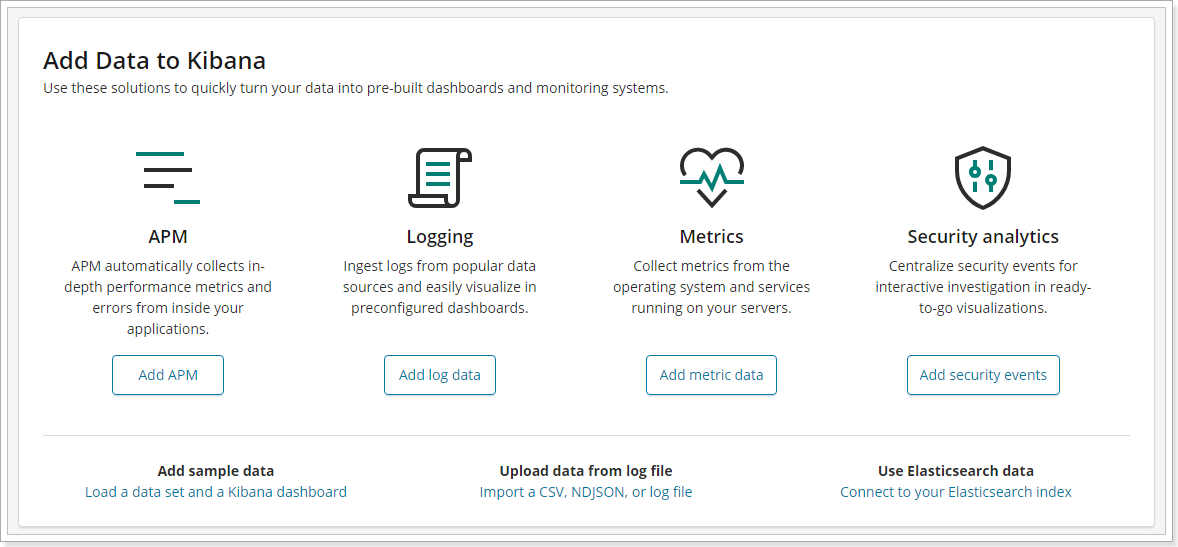 Add Data to Kibana
Use these solutions to quickly turn your data into pre-built dashboards and monitoring systems.
APM
APM automatically collects in-
depth performance metrics and
errors from inside your
applications.
Add APM
Logging
Ingest logs from popular data
sources and easily visualize in
preconfigured dashboards.
Add log data
Metrics
Collect metrics from the
operating system and services
running on your servers.
Add metric data
Security analytics
Centralize security events for
interactive investigation in ready-
to-go visualizations.
Add security events
Add sample data
Load a data set and a Kibana dashboard
Upload data from log file
Import a CSV, NDJSON, or log file
Use Elasticsearch data
Connect to your Elasticsearch index